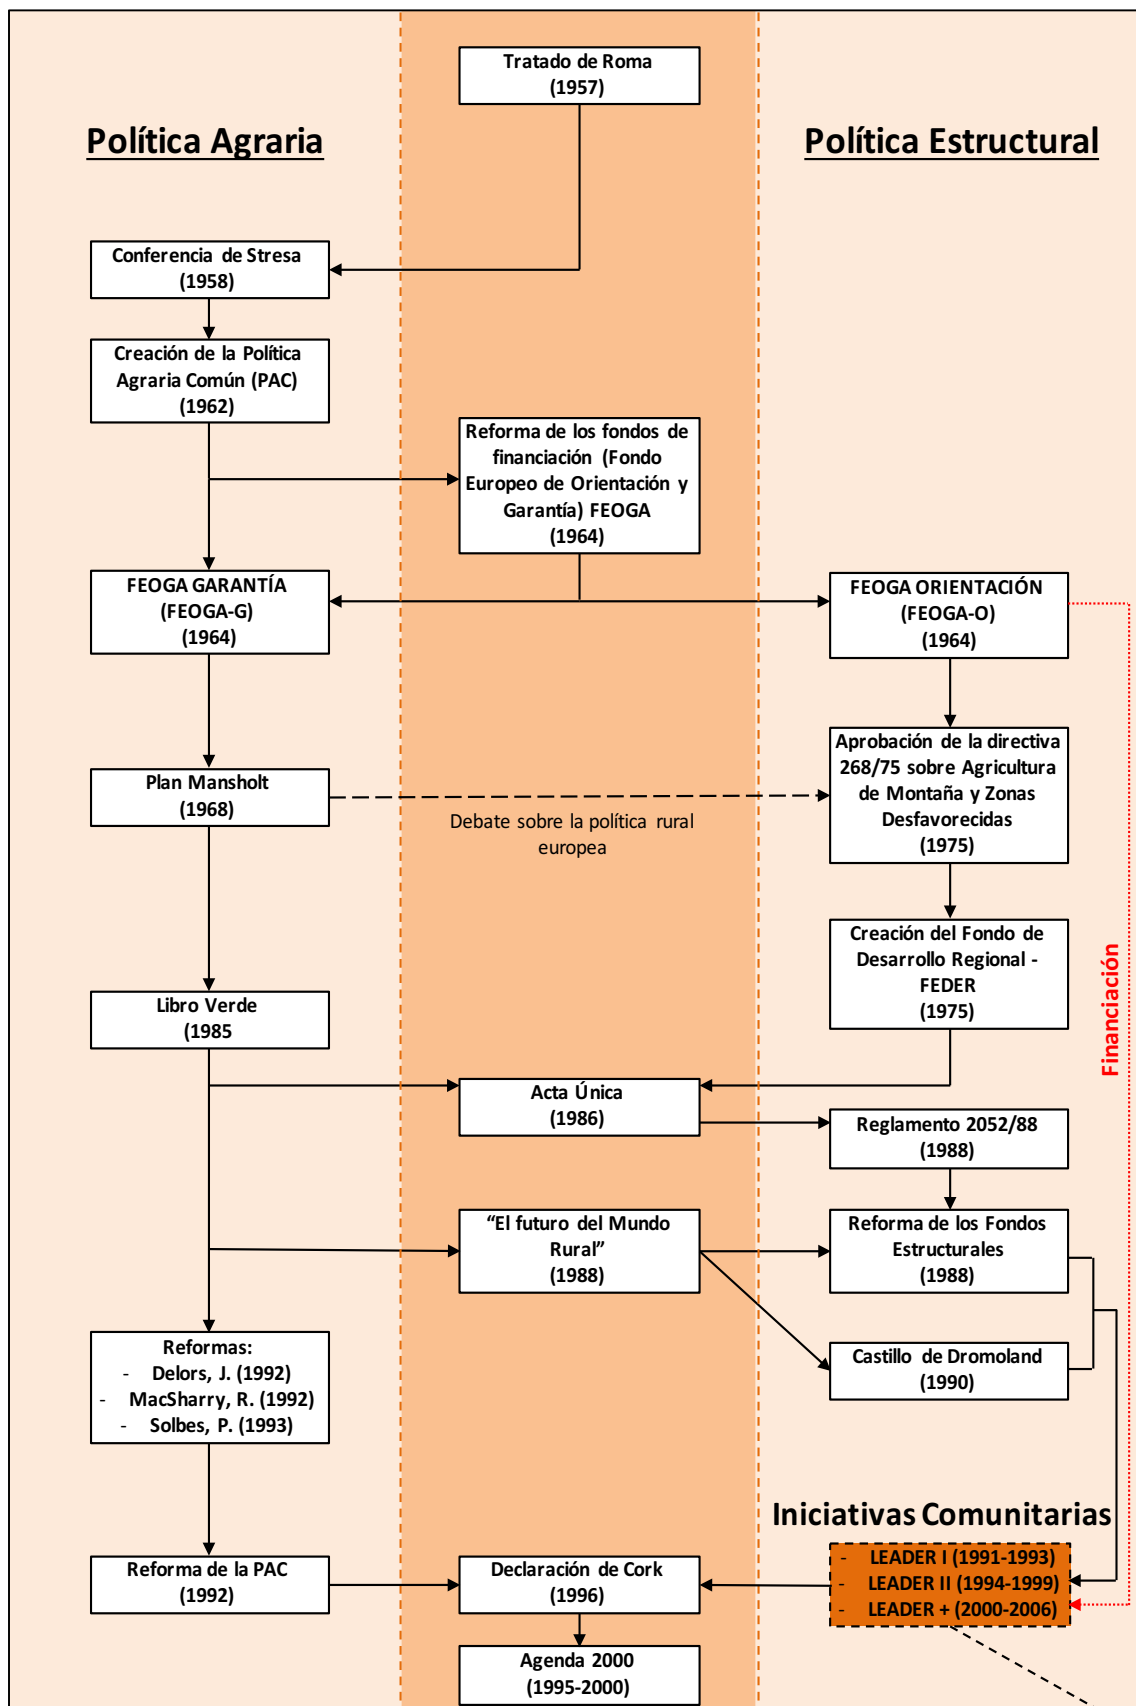 Tratado de Roma
(1957)
Política Agraria
Política Estructural
Conferencia de Stresa
(1958)
Creación de la Política
Agraria Común (PAC)
(1962)
Reforma de los fondos de
financiación (Fondo
Europeo de Orientación y
Garantía) FEOGA
(1964)
FEOGA GARANTÍA
(FEOGA-G)
(1964)
FEOGA ORIENTACIÓN
(FEOGA-O)
(1964)
Plan Mansholt
(1968)
Debate sobre la política rural
europea
Aprobación de la directiva
268/75 sobre Agricultura
de Montaña y Zonas
Desfavorecidas
(1975)
Creación del Fondo de
Desarrollo Regional -
FEDER
(1975)
Financiación
Libro Verde
(1985
Acta Única
(1986)
Reglamento 2052/88
(1988)
“El futuro del Mundo
Rural”
(1988)
Reforma de los Fondos
Estructurales
(1988)
Reformas:
- Delors, J. (1992)
- MacSharry, R. (1992)
- Solbes, P. (1993)
Castillo de Dromoland
(1990)
Iniciativas Comunitarias
- LEADER I (1991-1993)
- LEADER II (1994-1999)
- LEADER + (2000-2006)
Reforma de la PAC
(1992)
Declaración de Cork
(1996)
Agenda 2000
(1995-2000)